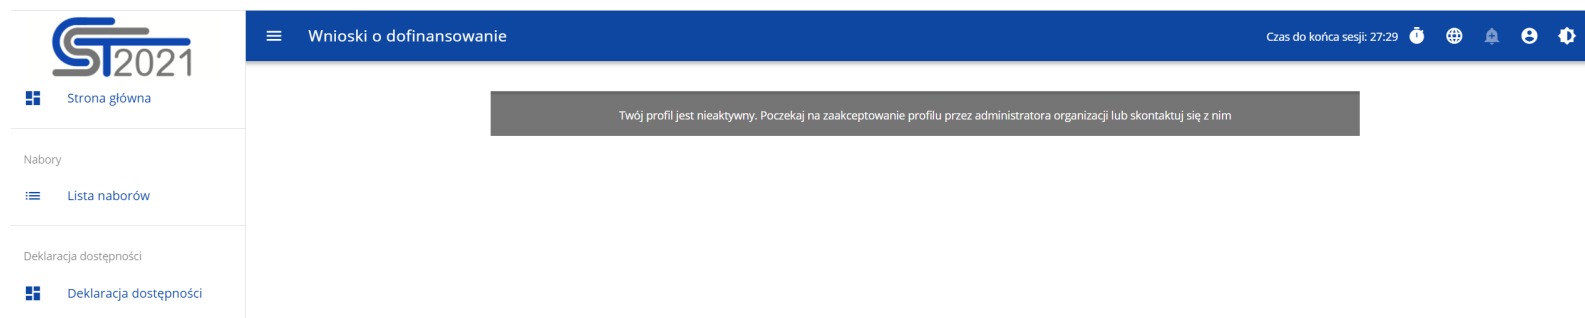 CST2021
Wnioski o dofinansowanie
Czas do końca sesji: 27:29
Strona główna
Twój profil jest nieaktywny. Poczekaj na zaakceptowanie profilu przez administratora organizacji lub skontaktuj się z nim
Nabory
Lista naborów
Deklaracja dostępności
Deklaracja dostępności